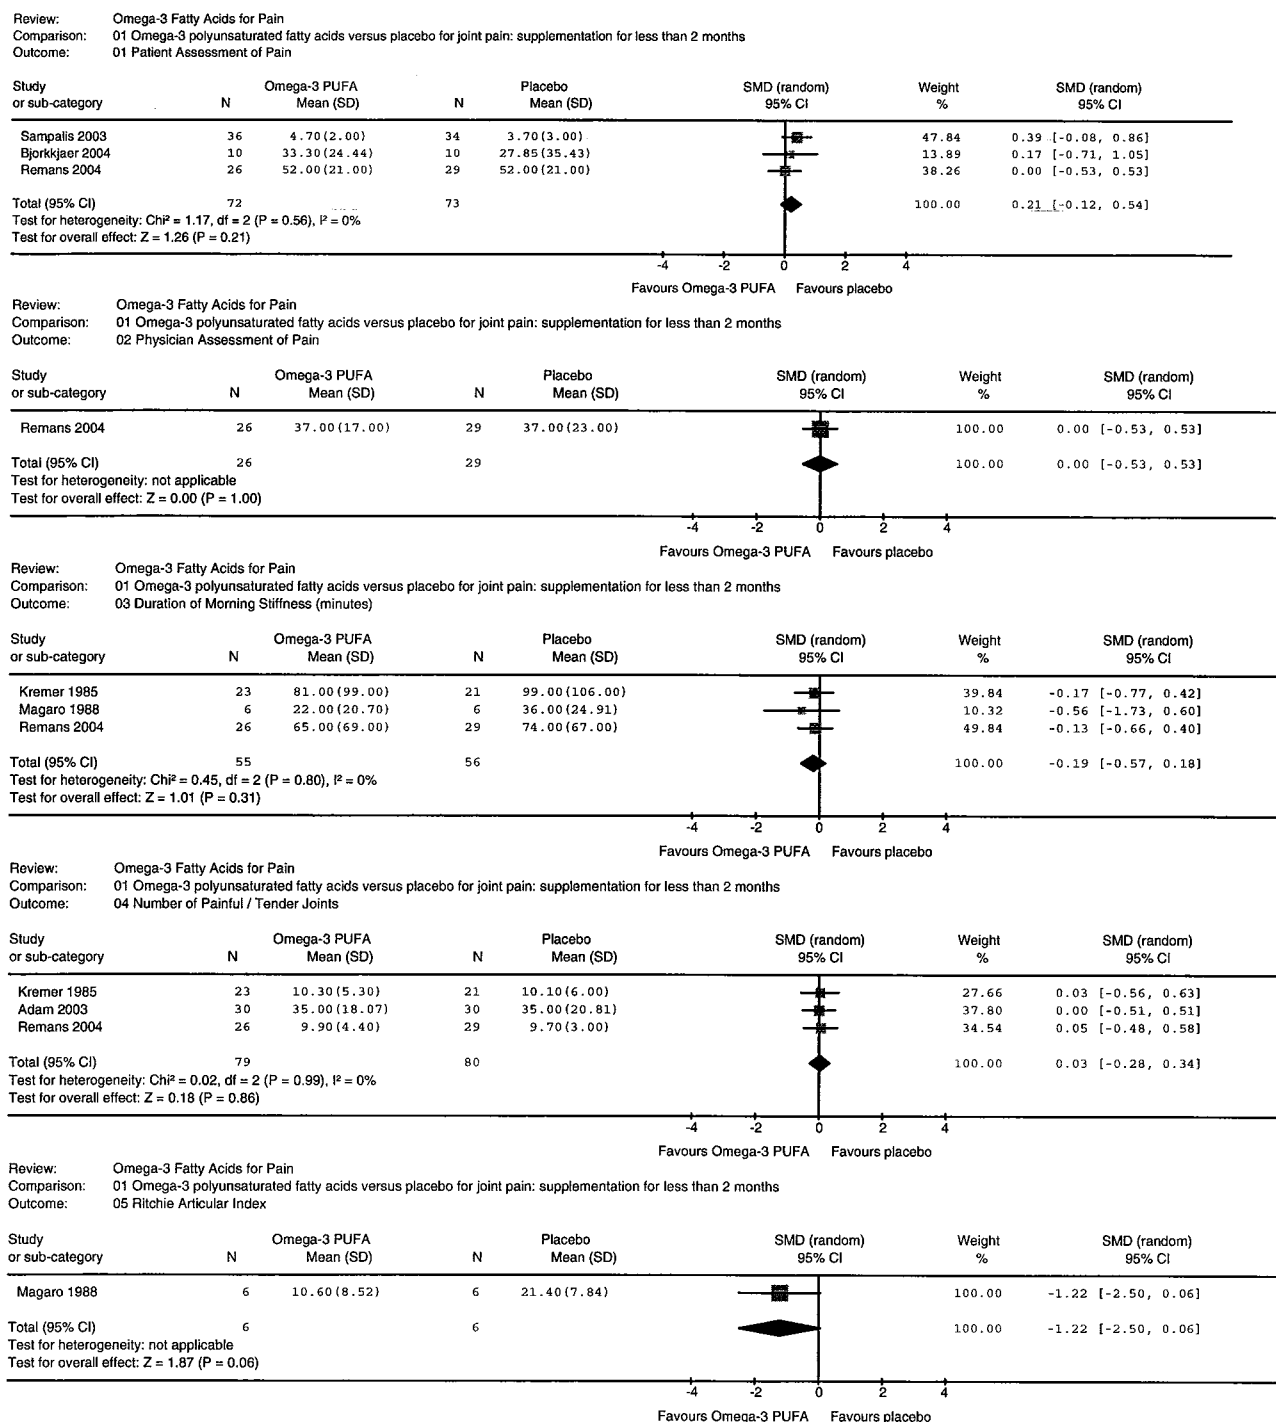 Review: Omega-3 Fatty Acids for Pain
Comparison: 01 Omega-3 polyunsaturated fatty acids versus placebo for joint pain: supplementation for less than 2 months
Outcome: 01 Patient Assessment of Pain
Study Omega-3 PUFA Placebo SMD (random) Weight SMD (random)
or sub-category N Mean (SD) N Mean (SD) 95% CI % 95% CI
Sampalis 2003 36 4.70(2.00) 34 3.70(3.00) 47.84 0.39 [-0.08, 0.86]
Bjorkkjaer 2004 10 33.30(24.44) 10 27.85(35.43) 13.89 0.17 [-0.71, 1.05]
Remans 2004 26 52.00(21.00) 29 52.00(21.00) 38.26 0.00 [-0.53, 0.53]
Total (95% CI) 72 73 100.00 0.21 [-0.12, 0.54]
Test for heterogeneity: Chi² = 1.17, df = 2 (P = 0.56), I² = 0%
Test for overall effect: Z = 1.26 (P = 0.21)
-4 -2 0 2 4
Favours Omega-3 PUFA Favours placebo
Review: Omega-3 Fatty Acids for Pain
Comparison: 01 Omega-3 polyunsaturated fatty acids versus placebo for joint pain: supplementation for less than 2 months
Outcome: 02 Physician Assessment of Pain
Study Omega-3 PUFA Placebo SMD (random) Weight SMD (random)
or sub-category N Mean (SD) N Mean (SD) 95% CI % 95% CI
Remans 2004 26 37.00(17.00) 29 37.00(23.00) 100.00 0.00 [-0.53, 0.53]
Total (95% CI) 26 29 100.00 0.00 [-0.53, 0.53]
Test for heterogeneity: not applicable
Test for overall effect: Z = 0.00 (P = 1.00)
-4 -2 0 2 4
Favours Omega-3 PUFA Favours placebo
Review: Omega-3 Fatty Acids for Pain
Comparison: 01 Omega-3 polyunsaturated fatty acids versus placebo for joint pain: supplementation for less than 2 months
Outcome: 03 Duration of Morning Stiffness (minutes)
Study Omega-3 PUFA Placebo SMD (random) Weight SMD (random)
or sub-category N Mean (SD) N Mean (SD) 95% CI % 95% CI
Kremer 1985 23 81.00(99.00) 21 99.00(106.00) 39.84 -0.17 [-0.77, 0.42]
Magaro 1988 6 22.00(20.70) 6 36.00(24.91) 10.32 -0.56 [-1.73, 0.60]
Remans 2004 26 65.00(69.00) 29 74.00(67.00) 49.84 -0.13 [-0.66, 0.40]
Total (95% CI) 55 56 100.00 -0.19 [-0.57, 0.18]
Test for heterogeneity: Chi² = 0.45, df = 2 (P = 0.80), I² = 0%
Test for overall effect: Z = 1.01 (P = 0.31)
-4 -2 0 2 4
Favours Omega-3 PUFA Favours placebo
Review: Omega-3 Fatty Acids for Pain
Comparison: 01 Omega-3 polyunsaturated fatty acids versus placebo for joint pain: supplementation for less than 2 months
Outcome: 04 Number of Painful / Tender Joints
Study Omega-3 PUFA Placebo SMD (random) Weight SMD (random)
or sub-category N Mean (SD) N Mean (SD) 95% CI % 95% CI
Kremer 1985 23 10.30(5.30) 21 10.10(6.00) 27.66 0.03 [-0.56, 0.63]
Adam 2003 30 35.00(18.07) 30 35.00(20.81) 37.80 0.00 [-0.51, 0.51]
Remans 2004 26 9.90(4.40) 29 9.70(3.00) 34.54 0.05 [-0.48, 0.58]
Total (95% CI) 79 80 100.00 0.03 [-0.28, 0.34]
Test for heterogeneity: Chi² = 0.02, df = 2 (P = 0.99), I² = 0%
Test for overall effect: Z = 0.18 (P = 0.86)
-4 -2 0 2 4
Favours Omega-3 PUFA Favours placebo
Review: Omega-3 Fatty Acids for Pain
Comparison: 01 Omega-3 polyunsaturated fatty acids versus placebo for joint pain: supplementation for less than 2 months
Outcome: 05 Ritchie Articular Index
Study Omega-3 PUFA Placebo SMD (random) Weight SMD (random)
or sub-category N Mean (SD) N Mean (SD) 95% CI % 95% CI
Magaro 1988 6 10.60(8.52) 6 21.40(7.84) 100.00 -1.22 [-2.50, 0.06]
Total (95% CI) 6 6 100.00 -1.22 [-2.50, 0.06]
Test for heterogeneity: not applicable
Test for overall effect: Z = 1.87 (P = 0.06)
-4 -2 0 2 4
Favours Omega-3 PUFA Favours placebo